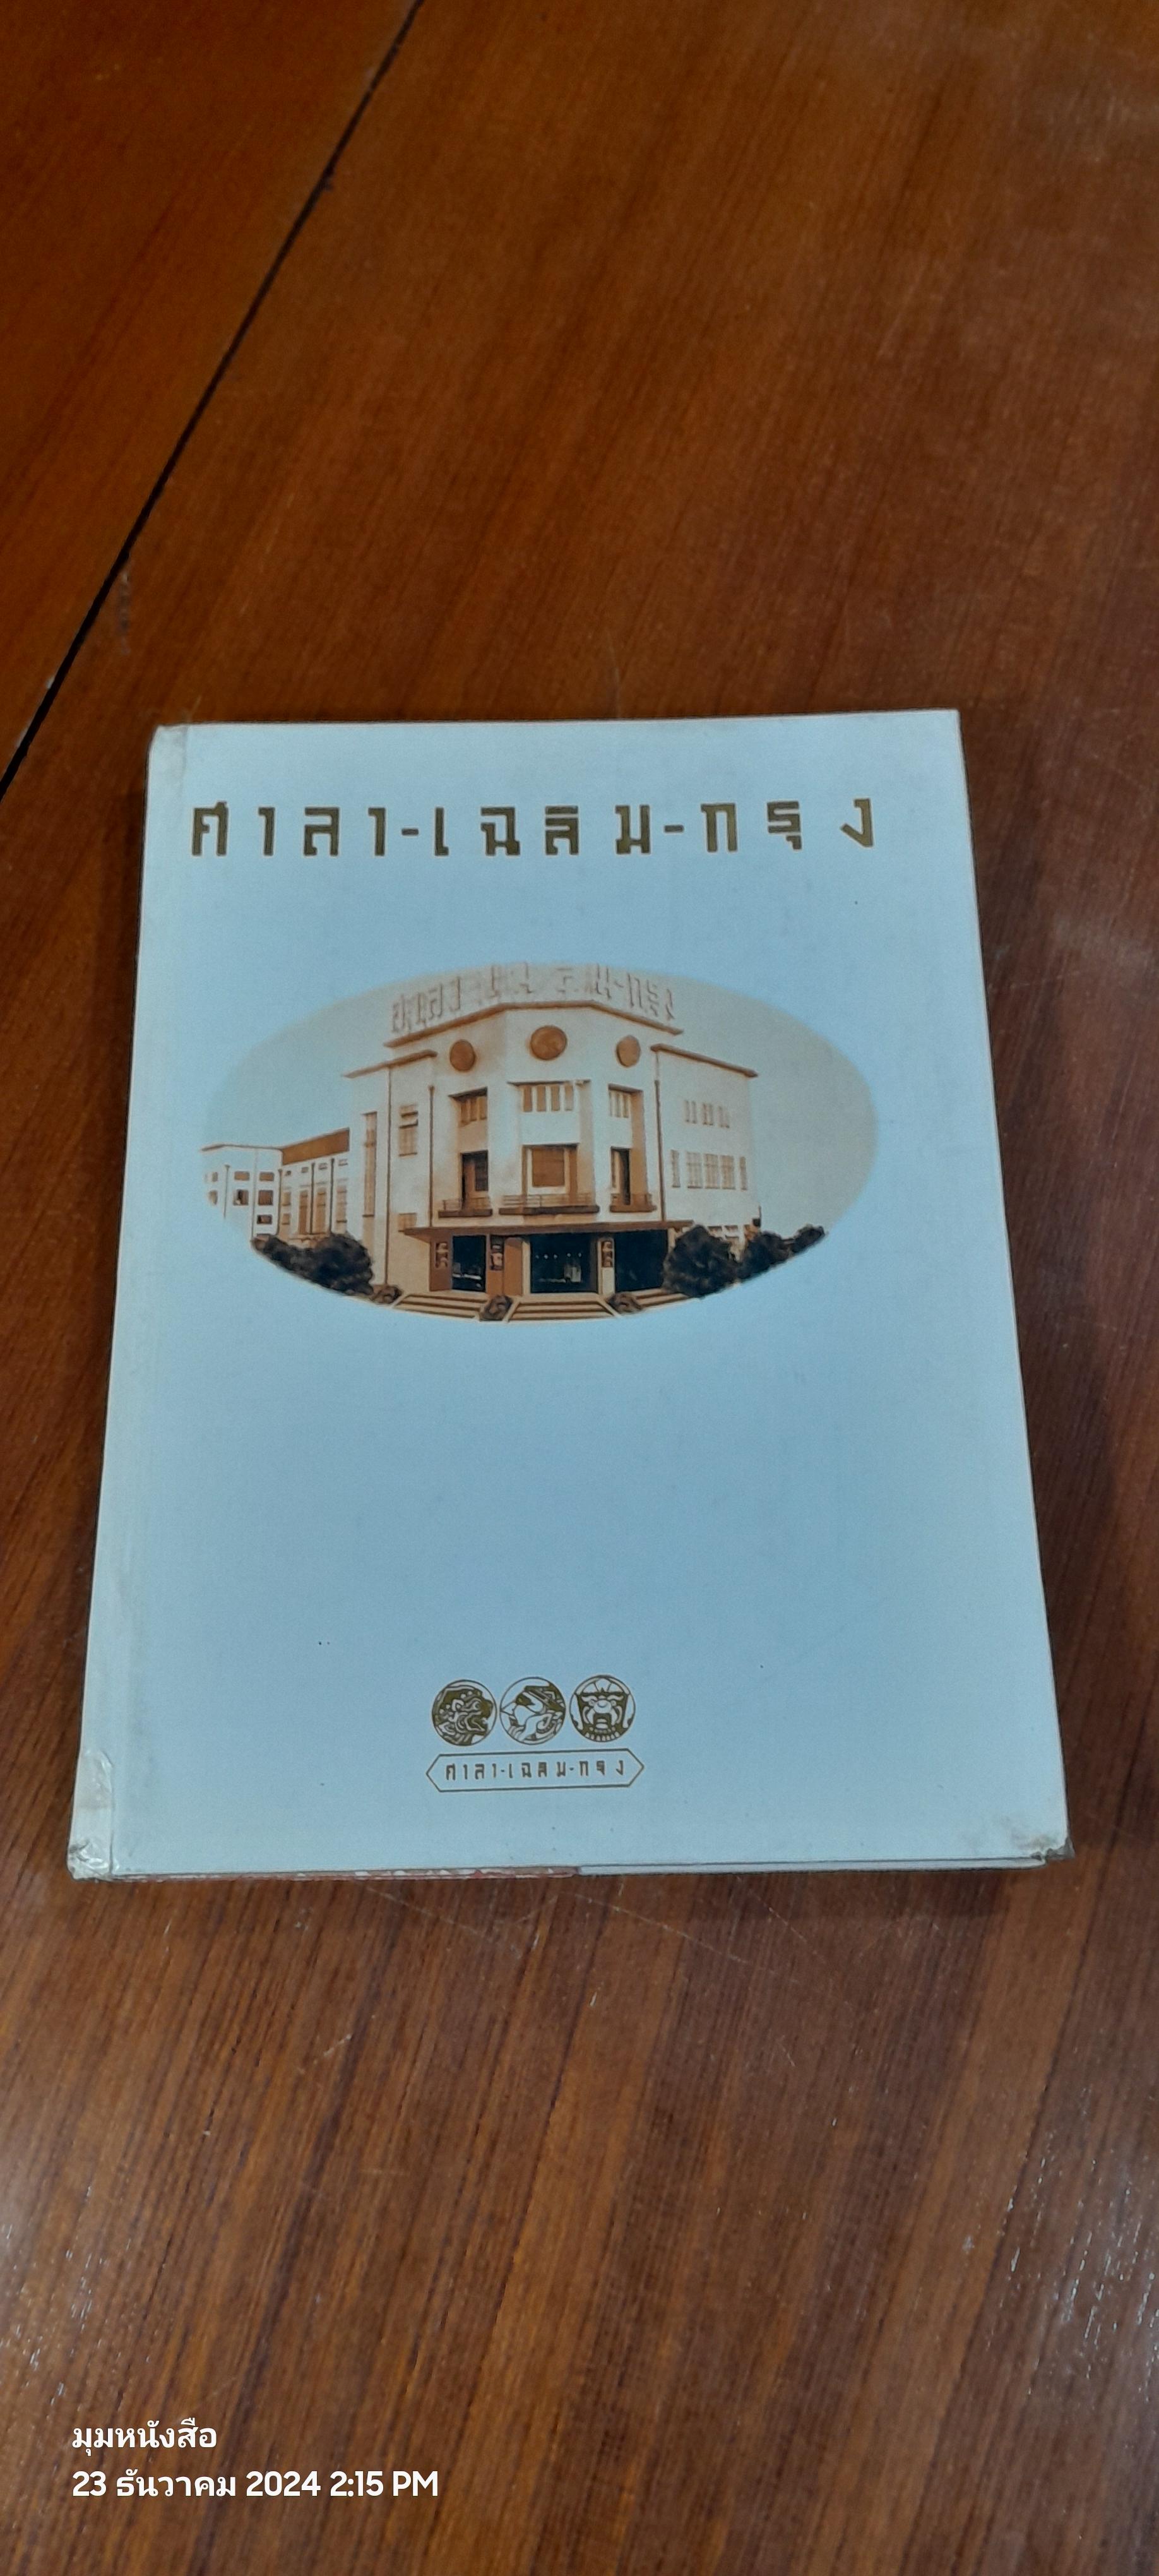 ศาลา-เฉลิม-กรุง
ศาลา-เฉลิม-กรุง
มุมหนังสือ
23 ธันวาคม 2024 2:15 PM